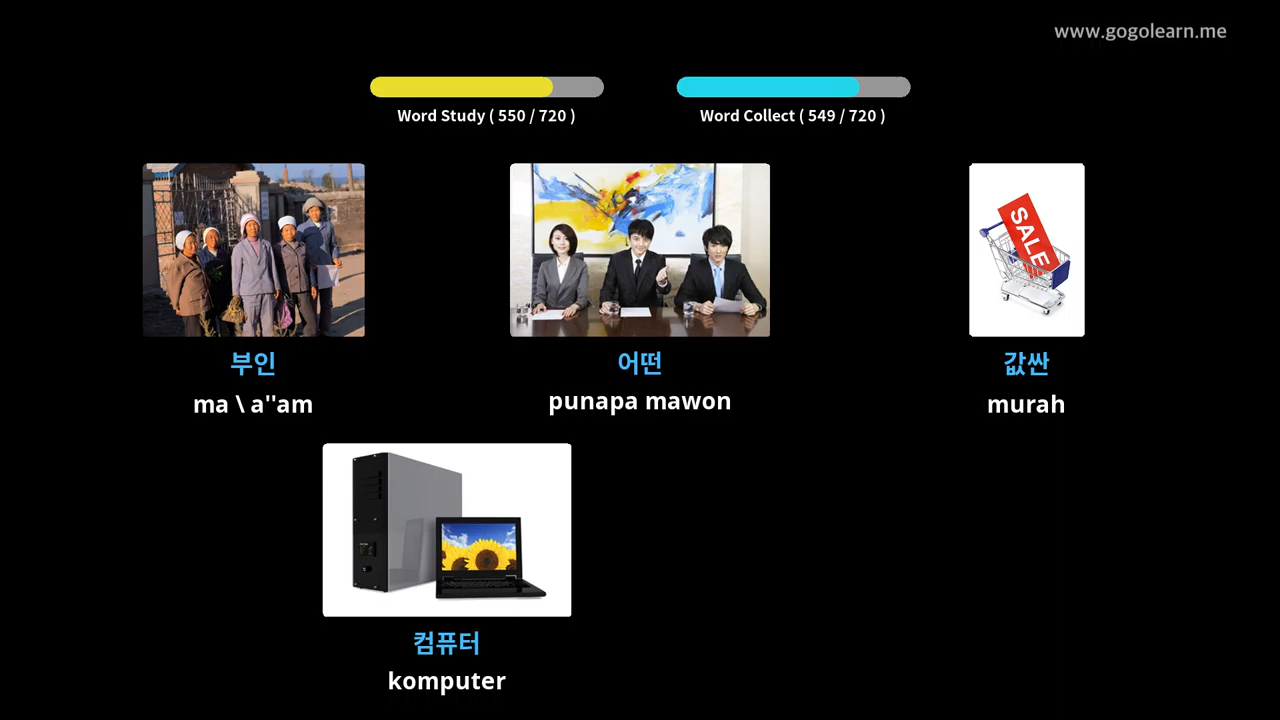 www.gogolearn.me
Word Study ( 550 / 720 )
Word Collect ( 549 / 720 )
SALE
부인
어떤
값싼
ma \ a''am
punapa mawon
murah
컴퓨터
komputer